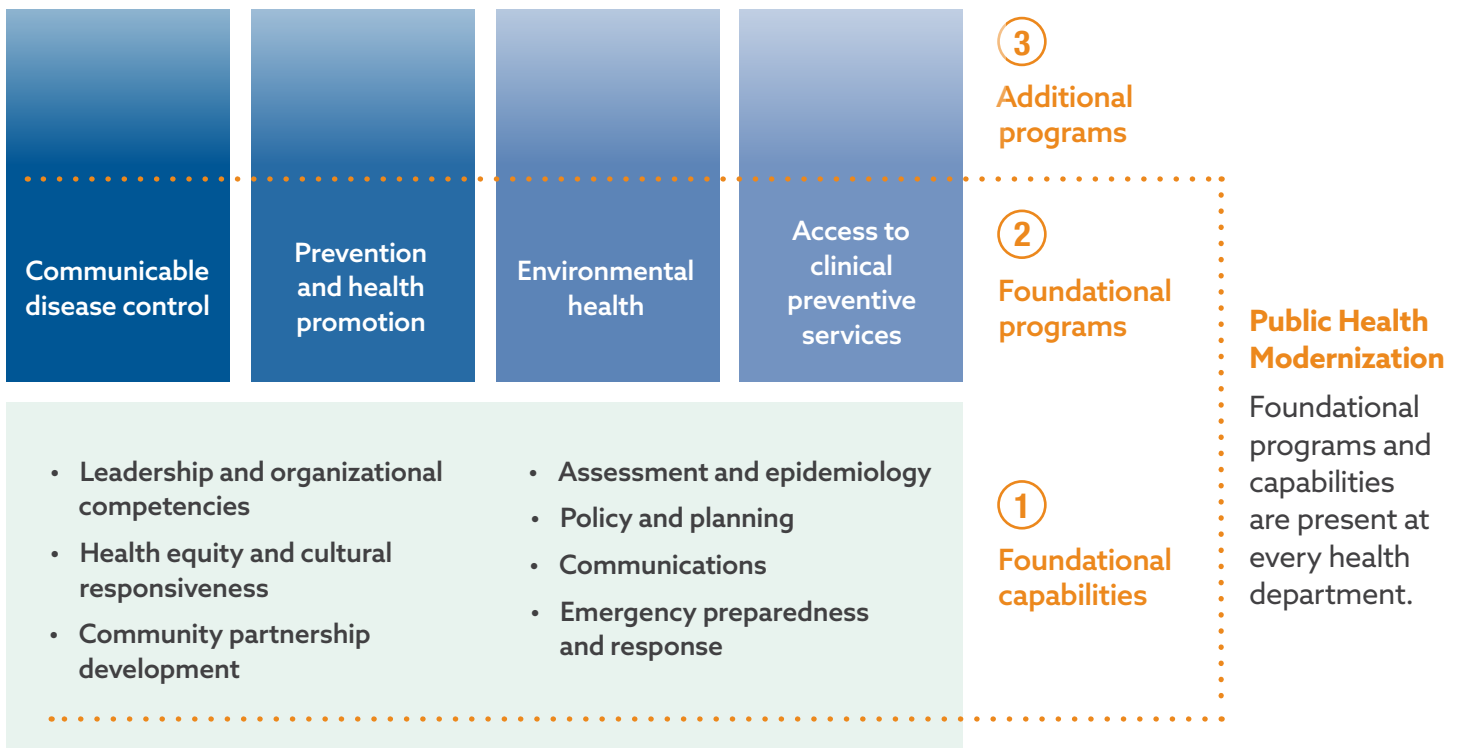 3
Additional
programs
Communicable
disease control
Prevention
and health
promotion
Environmental
health
Access to
clinical
preventive
services
2
Foundational
programs
• Leadership and organizational
competencies
• Health equity and cultural
responsiveness
• Community partnership
development
• Assessment and epidemiology
• Policy and planning
• Communications
• Emergency preparedness
and response
1
Foundational
capabilities
Public Health
Modernization
Foundational
programs and
capabilities
are present at
every health
department.